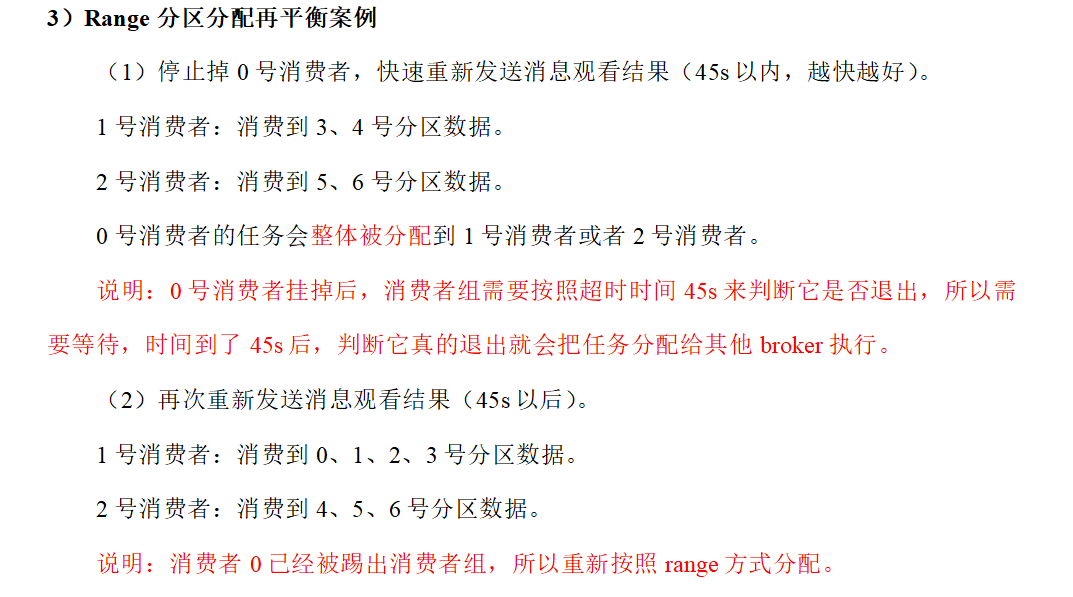 3）Range 分区分配再平衡案例
（1）停止掉 0 号消费者，快速重新发送消息观看结果（45s 以内，越快越好）。
1 号消费者：消费到 3、4 号分区数据。
2 号消费者：消费到 5、6 号分区数据。
0 号消费者的任务会整体被分配到 1 号消费者或者 2 号消费者。
说明：0 号消费者挂掉后，消费者组需要按照超时时间 45s 来判断它是否退出，所以需
要等待，时间到了 45s 后，判断它真的退出就会把任务分配给其他 broker 执行。
（2）再次重新发送消息观看结果（45s 以后）。
1 号消费者：消费到 0、1、2、3 号分区数据。
2 号消费者：消费到 4、5、6 号分区数据。
说明：消费者 0 已经被踢出消费者组，所以重新按照 range 方式分配。